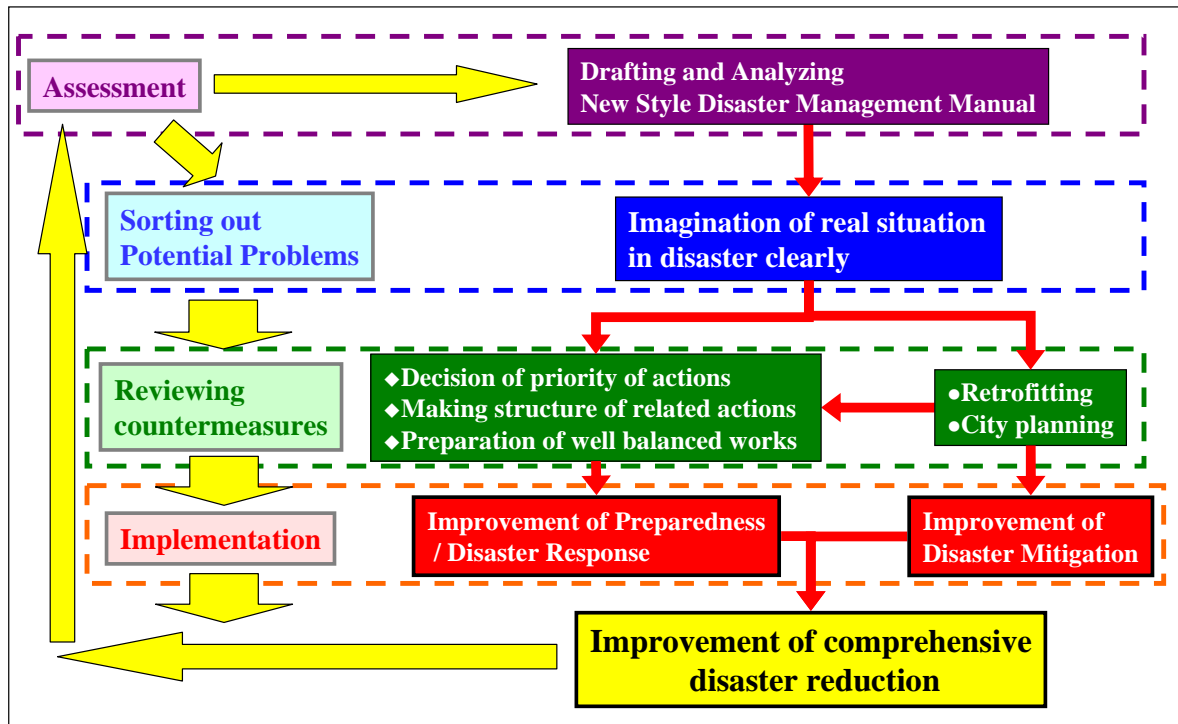 Assessment
Drafting and Analyzing
New Style Disaster Management Manual
Sorting out
Potential Problems
Imagination of real situation
in disaster clearly
Reviewing
countermeasures
◆Decision of priority of actions
◆Making structure of related actions
◆Preparation of well balanced works
●Retrofitting
●City planning
Implementation
Improvement of Preparedness
/ Disaster Response
Improvement of
Disaster Mitigation
Improvement of comprehensive
disaster reduction